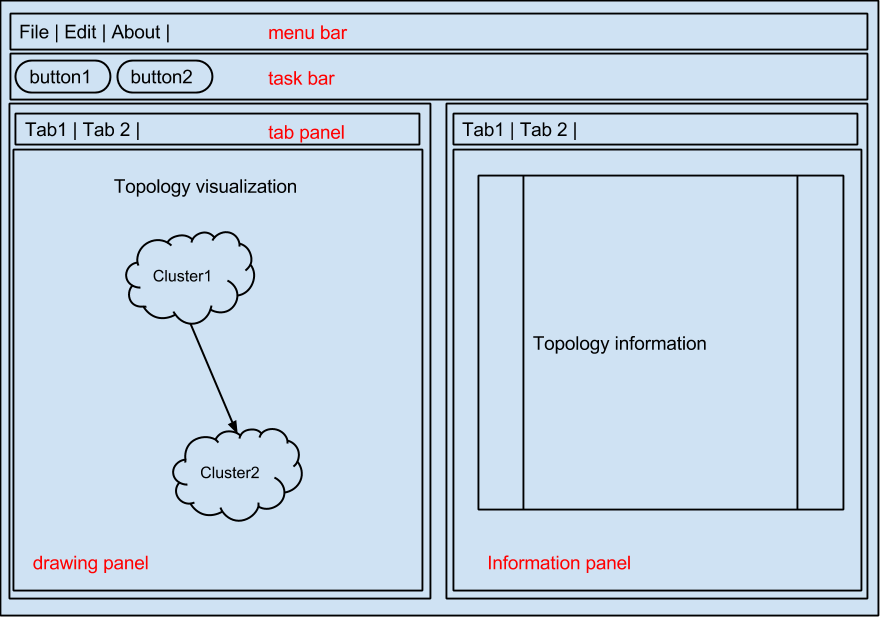 File | Edit | About |
menu bar
button1
button2
task bar
Tab1 | Tab 2 |
tab panel
Tab1 | Tab 2 |
Topology visualization
Cluster1
Cluster2
drawing panel
Topology information
Information panel